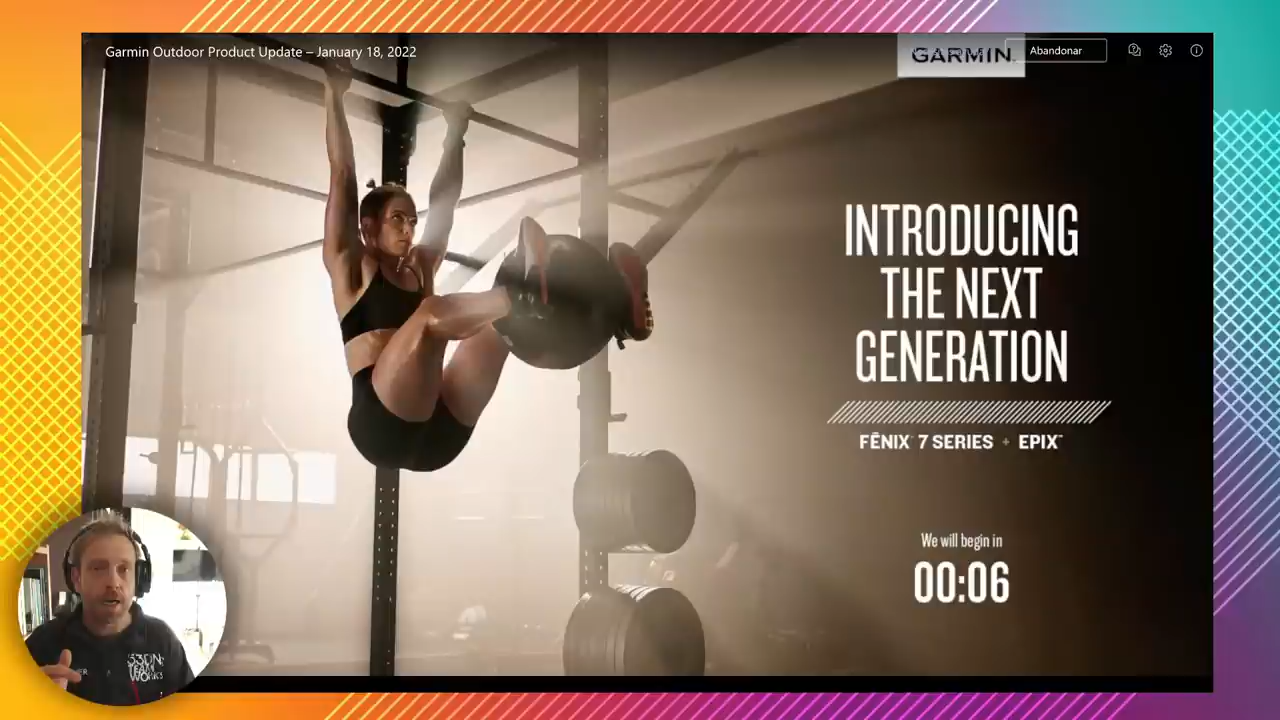 Garmin Outdoor Product Update – January 18, 2022
GARMIN
Abandonar
INTRODUCING
THE NEXT
GENERATION
FĒNIX 7 SERIES + EPIX™
We will begin in
00:06